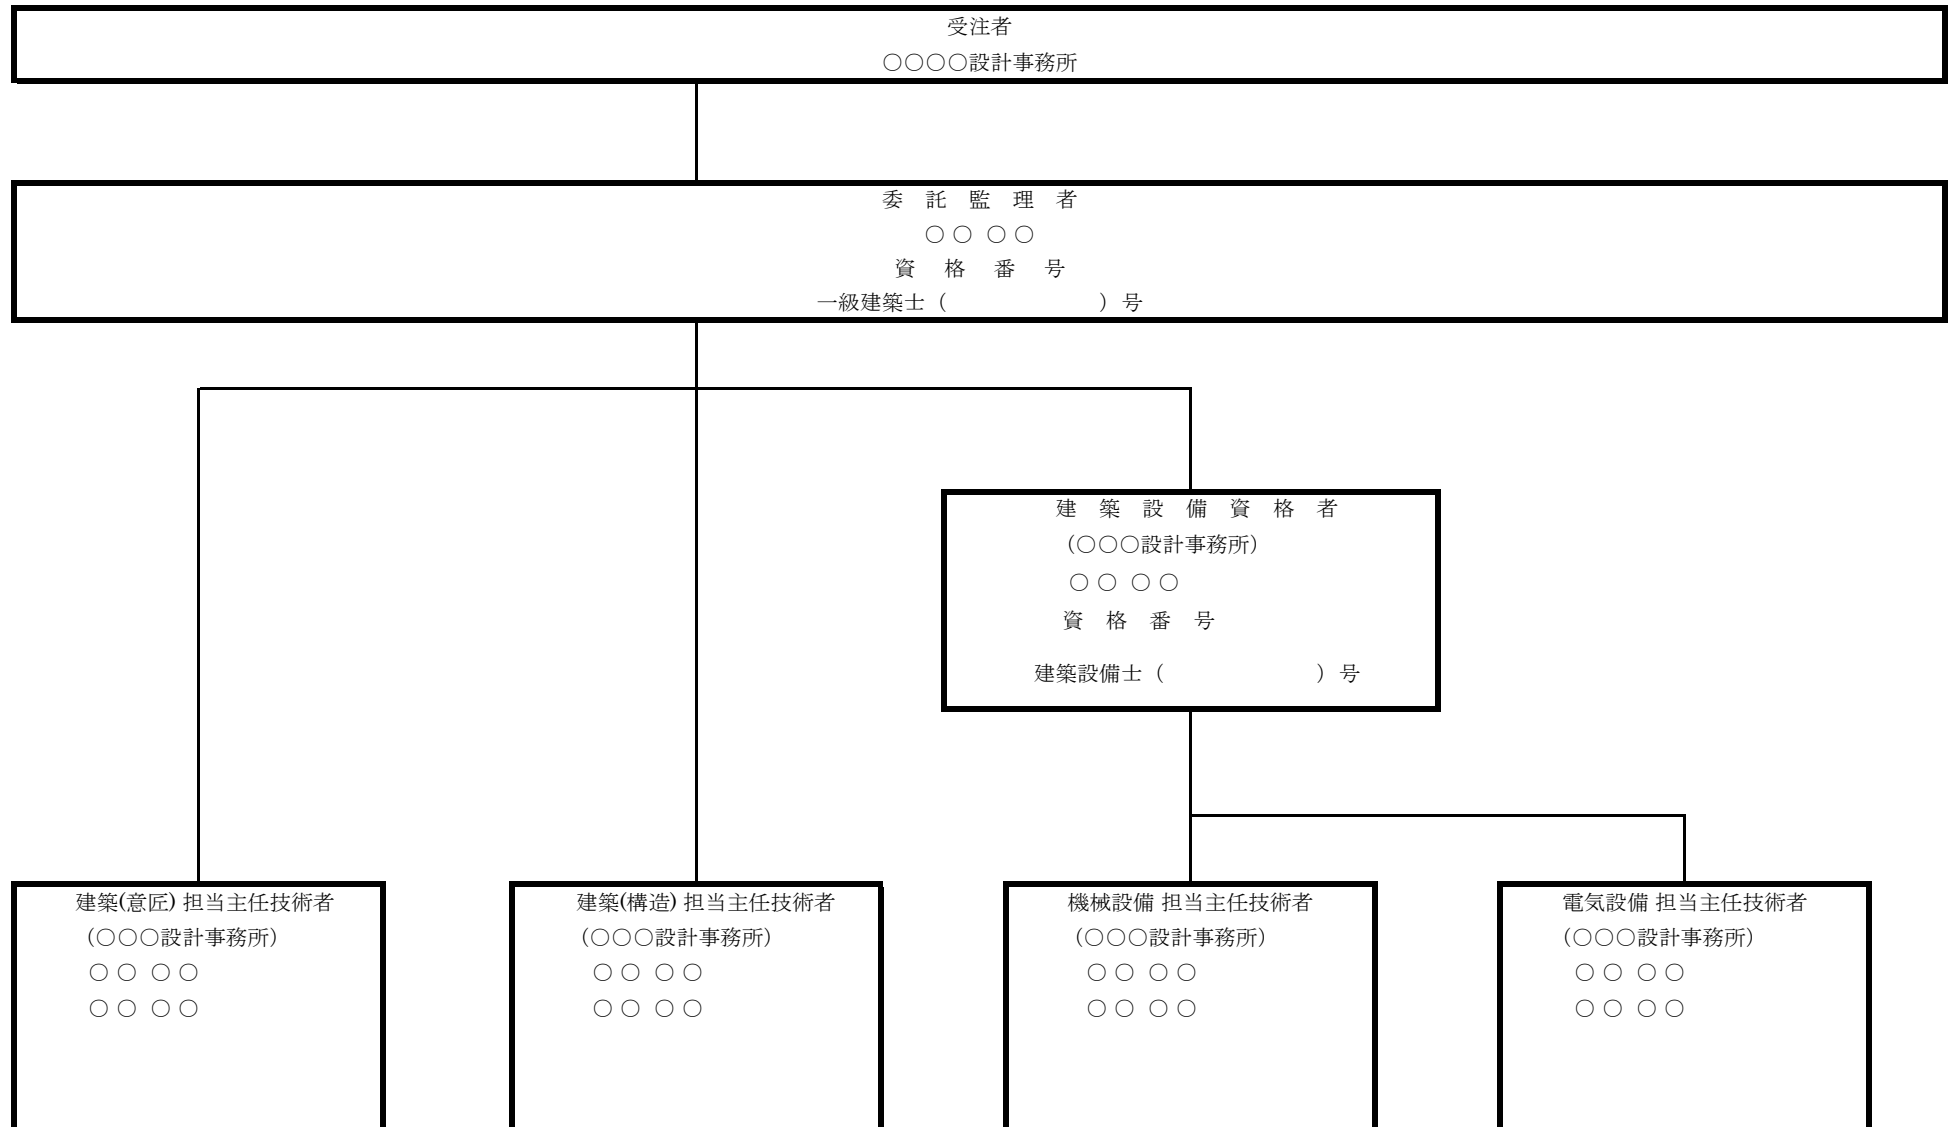 受注者
○○○○設計事務所
委 託 監 理 者
○○ ○○
資 格 番 号
一級建築士（　　　　　　　）号
建 築 設 備 資 格 者
（○○○設計事務所）
○○ ○○
資 格 番 号
建築設備士（　　　　　　　）号
建築(意匠) 担当主任技術者
（○○○設計事務所）
○○ ○○
○○ ○○
建築(構造) 担当主任技術者
（○○○設計事務所）
○○ ○○
○○ ○○
機械設備 担当主任技術者
（○○○設計事務所）
○○ ○○
○○ ○○
電気設備 担当主任技術者
（○○○設計事務所）
○○ ○○
○○ ○○